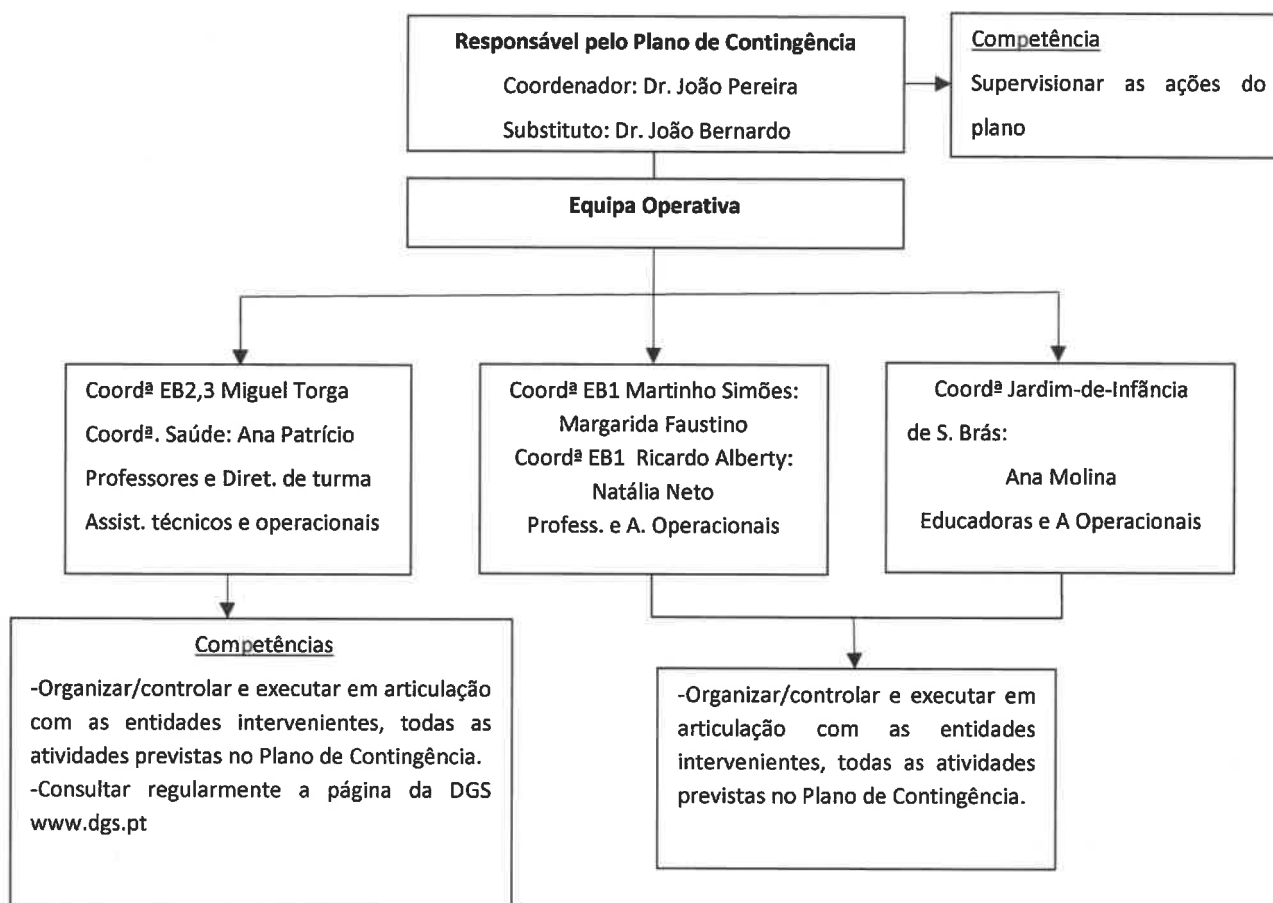 Responsável pelo Plano de Contingência
Coordenador: Dr. João Pereira
Substituto: Dr. João Bernardo
Competência
Supervisionar as ações do
plano
Equipa Operativa
Coordª EB2,3 Miguel Torga
Coordª. Saúde: Ana Patrício
Professores e Diret. de turma
Assist. técnicos e operacionais
Coordª EB1 Martinho Simões:
Margarida Faustino
Coordª EB1 Ricardo Alberty:
Natália Neto
Profess. e A. Operacionais
Coordª Jardim-de-Infância
de S. Brás:
Ana Molina
Educadoras e A Operacionais
Competências
-Organizar/controlar e executar em articulação
com as entidades intervenientes, todas as
atividades previstas no Plano de Contingência.
-Consultar regularmente a página da DGS
www.dgs.pt
-Organizar/controlar e executar em
articulação com as entidades
intervenientes, todas as atividades
previstas no Plano de Contingência.